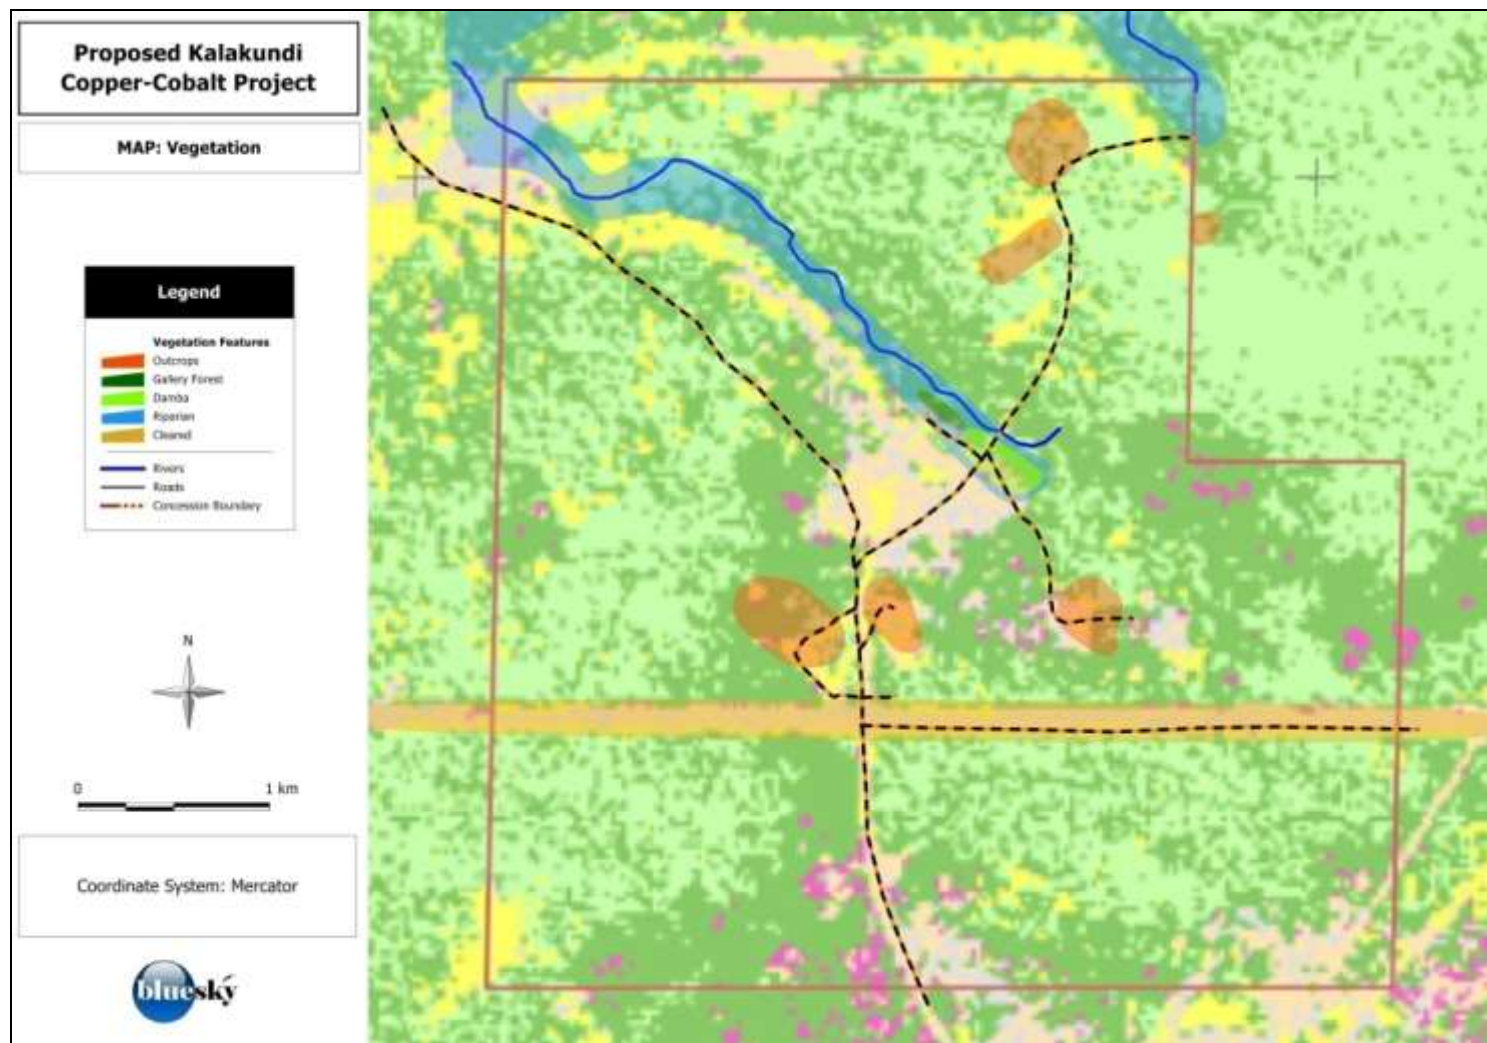 Proposed Kalakundi
Copper-Cobalt Project
MAP: Vegetation
Legend
Vegetation Features
Outcrops
Gallery Forest
Damba
Riparian
Cleared
Rivers
Roads
Concession Boundary
N
0 1 km
Coordinate System: Mercator
bluesky